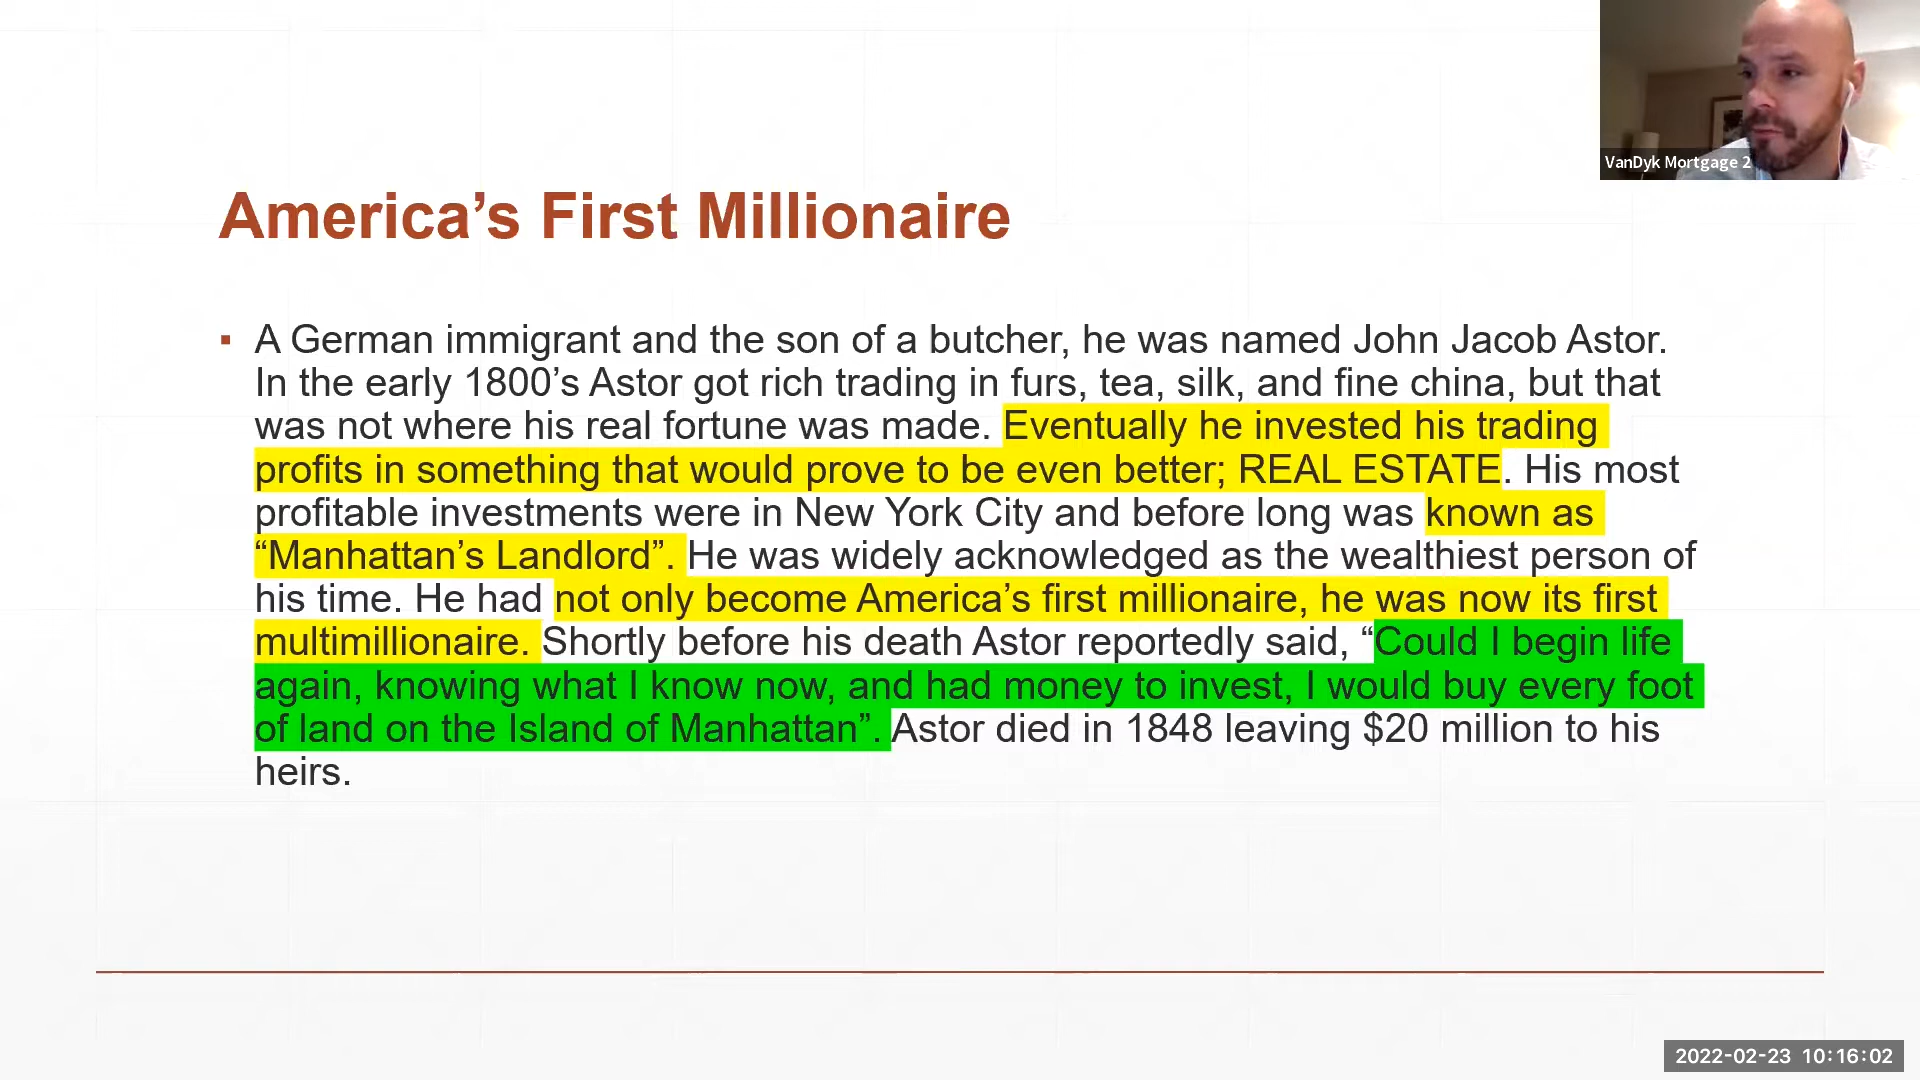 VanDyk Mortgage 2
America’s First Millionaire
▪ A German immigrant and the son of a butcher, he was named John Jacob Astor.
In the early 1800’s Astor got rich trading in furs, tea, silk, and fine china, but that
was not where his real fortune was made. Eventually he invested his trading
profits in something that would prove to be even better; REAL ESTATE. His most
profitable investments were in New York City and before long was known as
“Manhattan’s Landlord”. He was widely acknowledged as the wealthiest person of
his time. He had not only become America’s first millionaire, he was now its first
multimillionaire. Shortly before his death Astor reportedly said, “Could I begin life
again, knowing what I know now, and had money to invest, I would buy every foot
of land on the Island of Manhattan”. Astor died in 1848 leaving $20 million to his
heirs.
2022-02-23 10:16:02